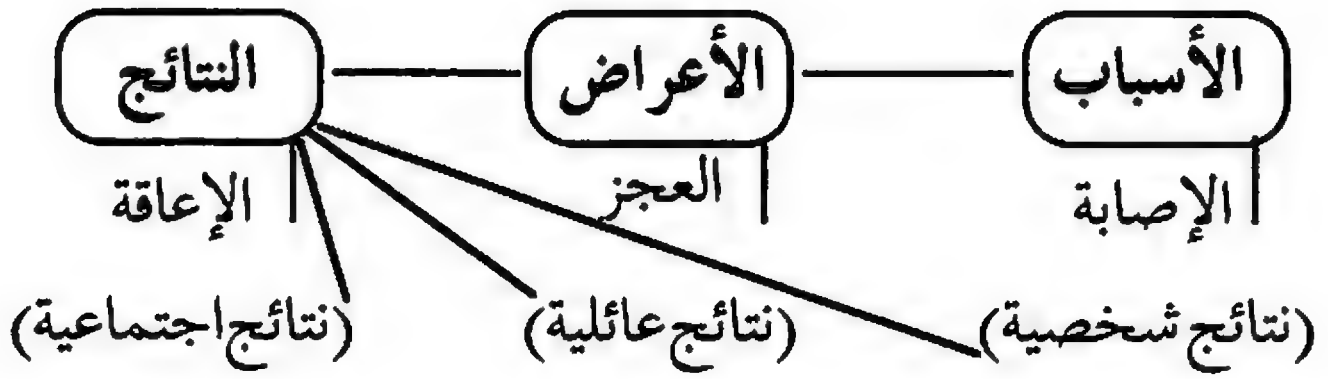 الأسباب الأعراض النتائج
الإصابة العجز الإعاقة
(نتائج شخصية) (نتائج عائلية) (نتائج اجتماعية)